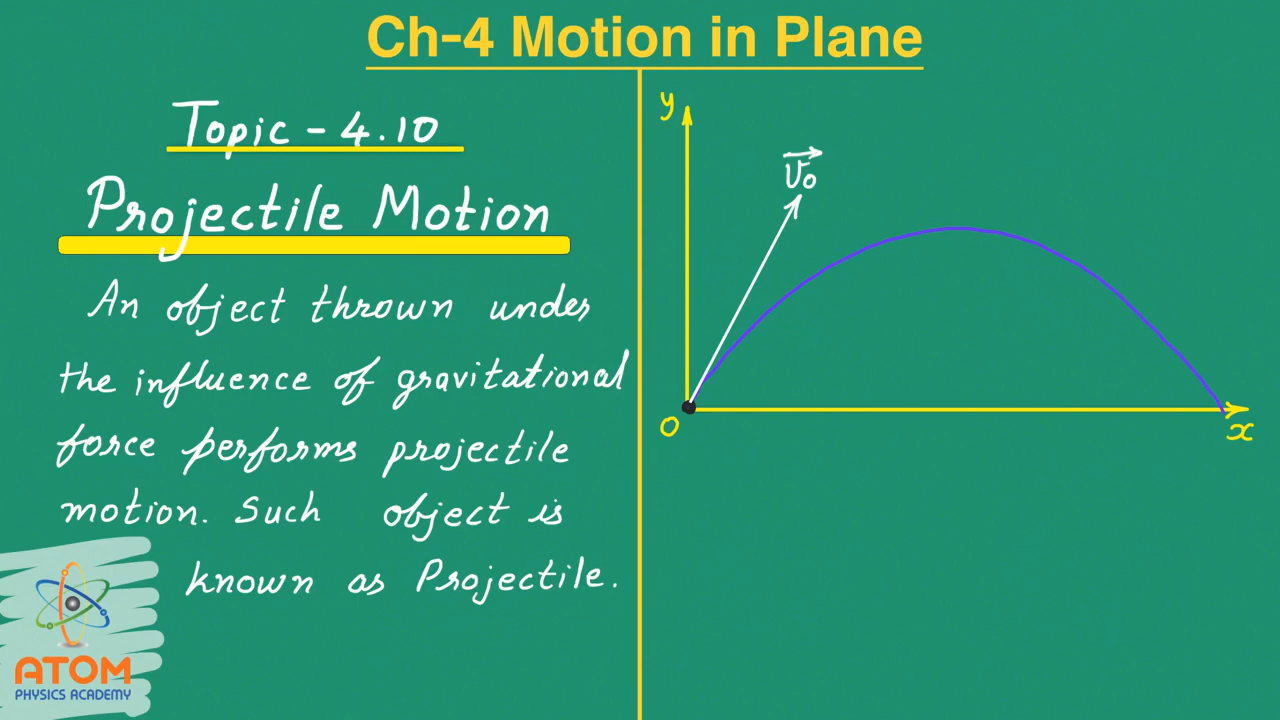 Ch-4 Motion in Plane
Topic - 4.10
Projectile Motion
An object thrown under
the influence of gravitational
force performs projectile
motion. Such object is
known as Projectile.
ATOM
PHYSICS ACADEMY
y
v₀
O
x